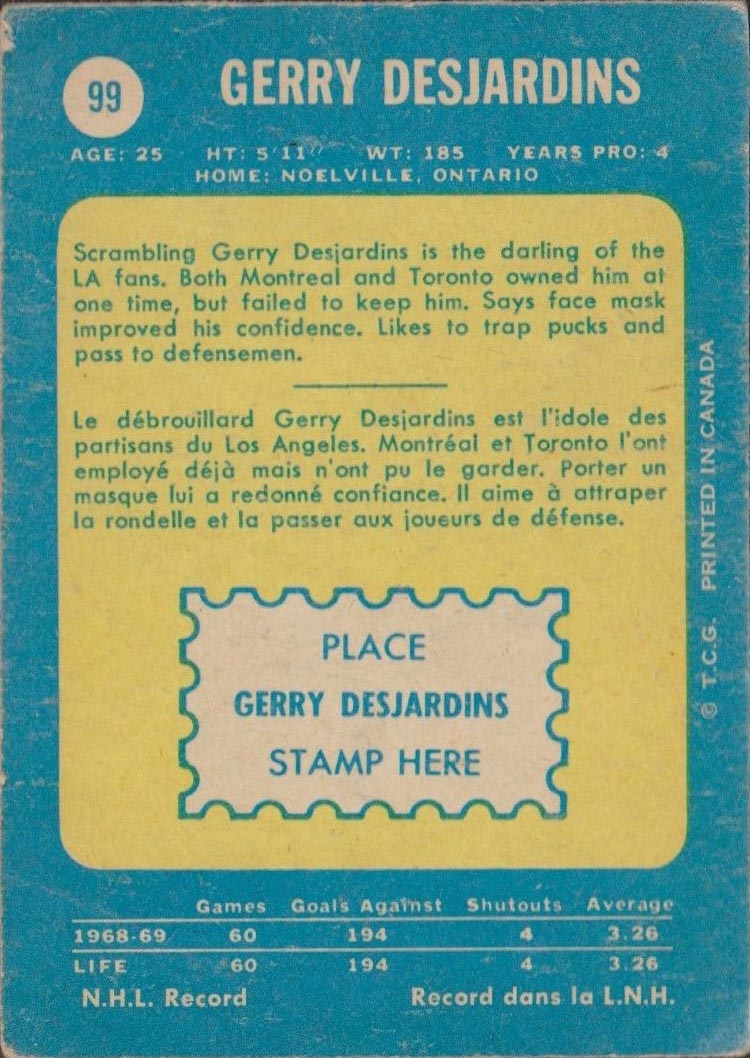 99
GERRY DESJARDINS
AGE: 25 HT: 5'11" WT: 185 YEARS PRO: 4
HOME: NOELVILLE, ONTARIO
Scrambling Gerry Desjardins is the darling of the
LA fans. Both Montreal and Toronto owned him at
one time, but failed to keep him. Says face mask
improved his confidence. Likes to trap pucks and
pass to defensemen.
Le débrouillard Gerry Desjardins est l'idole des
partisans du Los Angeles. Montréal et Toronto l'ont
employé déjà mais n'ont pu le garder. Porter un
masque lui a redonné confiance. Il aime à attraper
la rondelle et la passer aux joueurs de défense.
PLACE
GERRY DESJARDINS
STAMP HERE
© T.C.G. PRINTED IN CANADA
Games Goals Against Shutouts Average
1968-69 60 194 4 3.26
LIFE 60 194 4 3.26
N.H.L. Record Record dans la L.N.H.